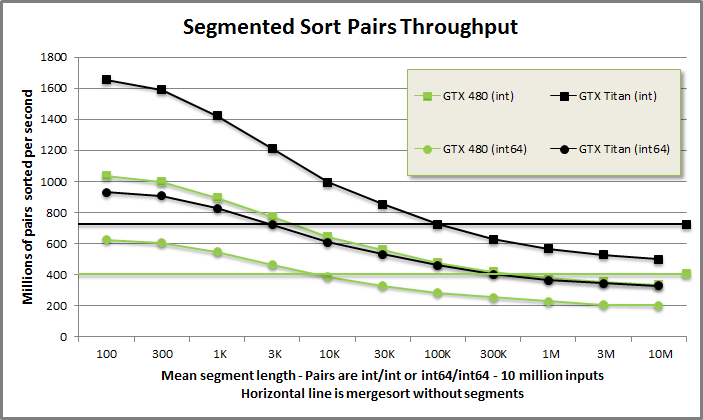 Segmented Sort Pairs Throughput
Millions of pairs sorted per second
1800
1600
1400
1200
1000
800
600
400
200
0
GTX 480 (int)
GTX Titan (int)
GTX 480 (int64)
GTX Titan (int64)
100 300 1K 3K 10K 30K 100K 300K 1M 3M 10M
Mean segment length - Pairs are int/int or int64/int64 - 10 million inputs
Horizontal line is mergesort without segments